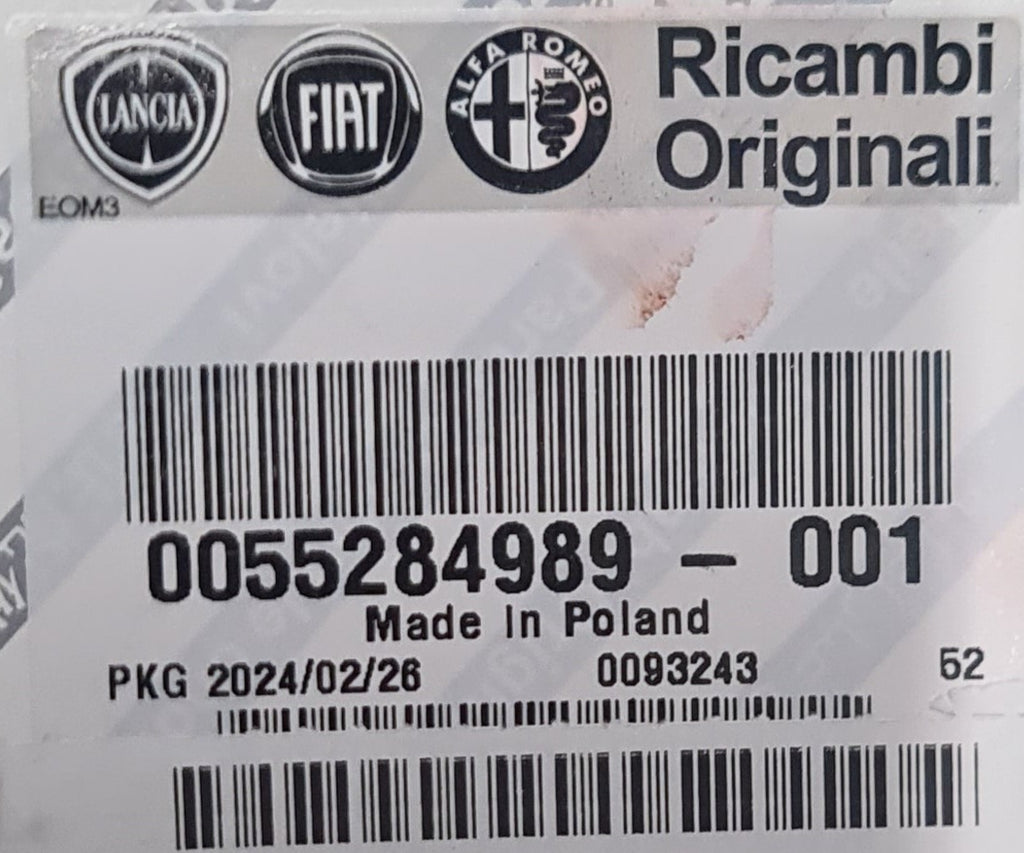 LANCIA FIAT ALFA ROMEO Ricambi
Originali
EOM3
0055284989 - 001
Made In Poland
PKG 2024/02/26 0093243 52